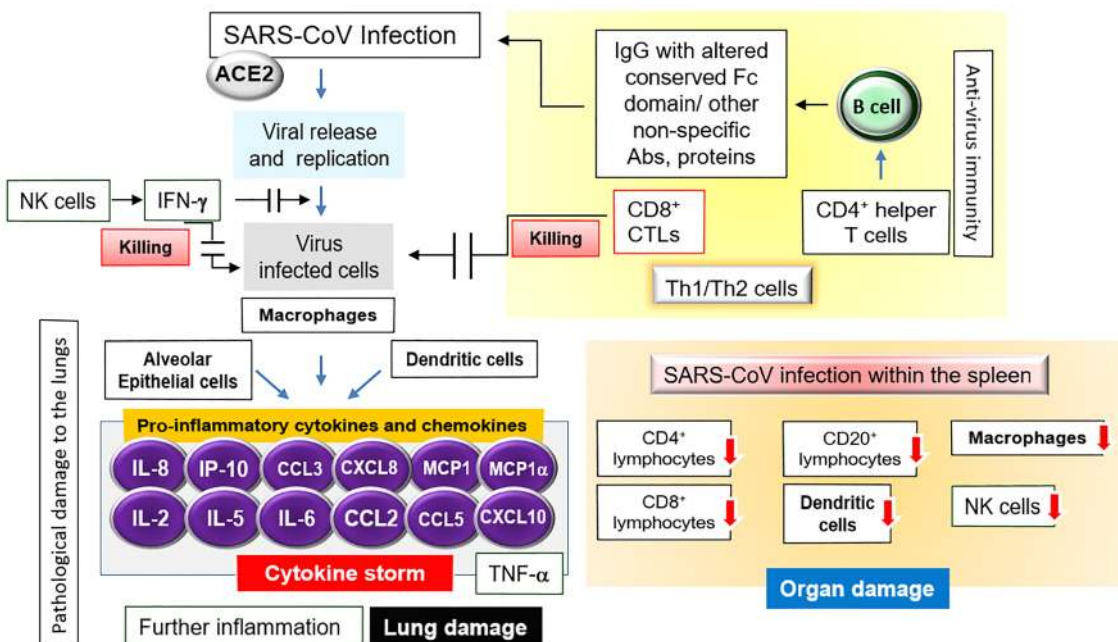 SARS-CoV Infection
ACE2
Viral release
and replication
NK cells
IFN-γ
Killing
Virus
infected cells
Macrophages
Alveolar
Epithelial cells
Dendritic cells
IgG with altered
conserved Fc
domain/ other
non-specific
Abs, proteins
B cell
Anti-virus immunity
Killing
CD8⁺
CTLs
CD4⁺ helper
T cells
Th1/Th2 cells
Pathological damage to the lungs
Pro-inflammatory cytokines and chemokines
IL-8
IP-10
CCL3
CXCL8
MCP1
MCP1α
IL-2
IL-5
IL-6
CCL2
CCL5
CXCL10
Cytokine storm
TNF-α
Further inflammation
Lung damage
SARS-CoV infection within the spleen
CD4⁺
lymphocytes
CD20⁺
lymphocytes
Macrophages
CD8⁺
lymphocytes
Dendritic
cells
NK cells
Organ damage